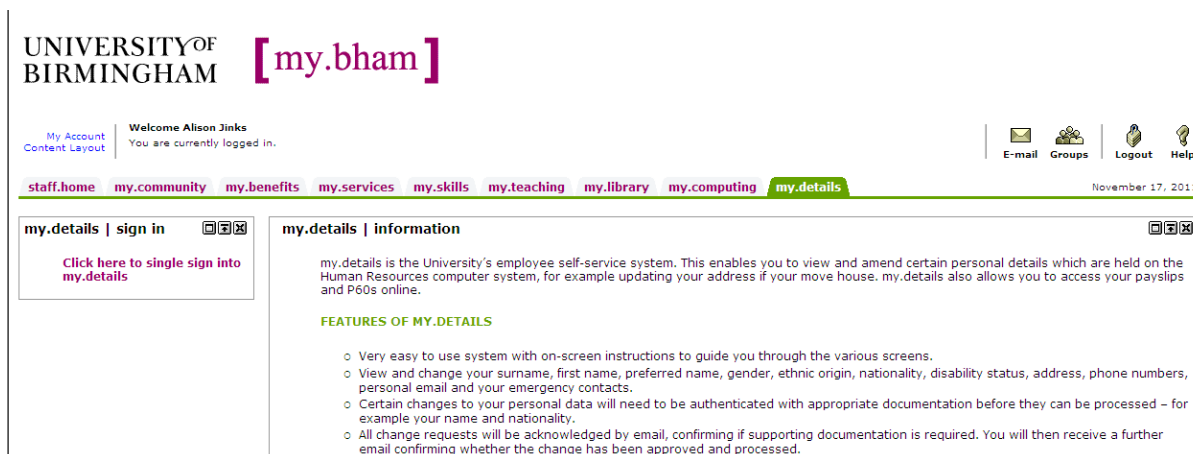 UNIVERSITY OF
BIRMINGHAM
[my.bham]
My Account
Content Layout
Welcome Alison Jinks
You are currently logged in.
E-mail Groups Logout Help
staff.home my.community my.benefits my.services my.skills my.teaching my.library my.computing my.details
November 17, 201
my.details | sign in
Click here to single sign into
my.details
my.details | information
my.details is the University's employee self-service system. This enables you to view and amend certain personal details which are held on the
Human Resources computer system, for example updating your address if your move house. my.details also allows you to access your payslips
and P60s online.
FEATURES OF MY.DETAILS
○ Very easy to use system with on-screen instructions to guide you through the various screens.
○ View and change your surname, first name, preferred name, gender, ethnic origin, nationality, disability status, address, phone numbers,
personal email and your emergency contacts.
○ Certain changes to your personal data will need to be authenticated with appropriate documentation before they can be processed – for
example your name and nationality.
○ All change requests will be acknowledged by email, confirming if supporting documentation is required. You will then receive a further
email confirming whether the change has been approved and processed.